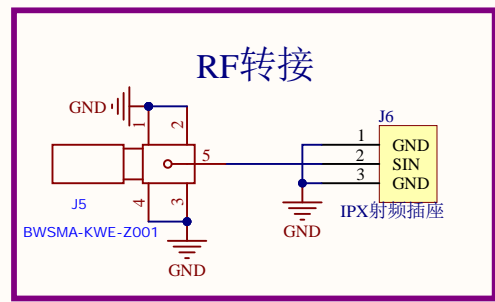 RF转接
GND
1
2
5
4
3
J5
BWSMA-KWE-Z001
GND
J6
1
GND
2
SIN
3
GND
IPX射频插座
GND